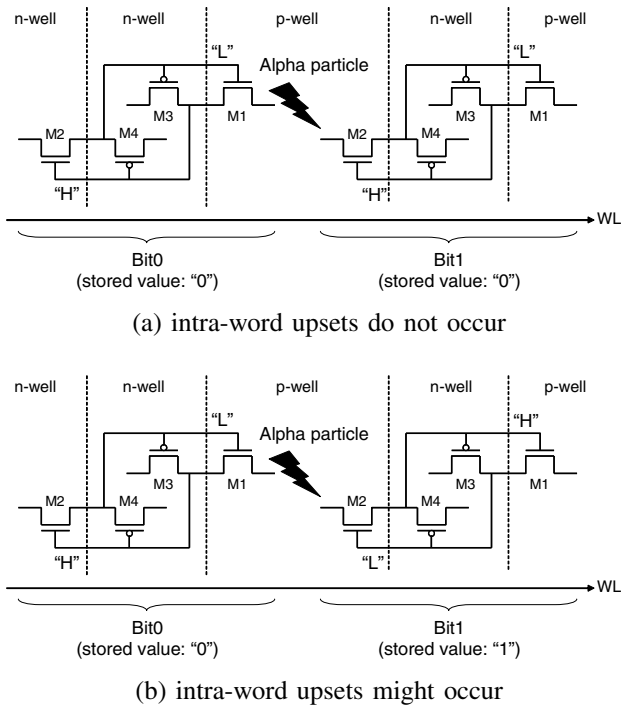 n-well n-well p-well n-well p-well
“L” Alpha particle “L”
M3 M1 M3 M1
M2 M4 M2 M4
“H” “H”
WL
Bit0 Bit1
(stored value: “0”) (stored value: “0”)
(a) intra-word upsets do not occur
n-well n-well p-well n-well p-well
“L” Alpha particle “H”
M3 M1 M3 M1
M2 M4 M2 M4
“H” “L”
WL
Bit0 Bit1
(stored value: “0”) (stored value: “1”)
(b) intra-word upsets might occur